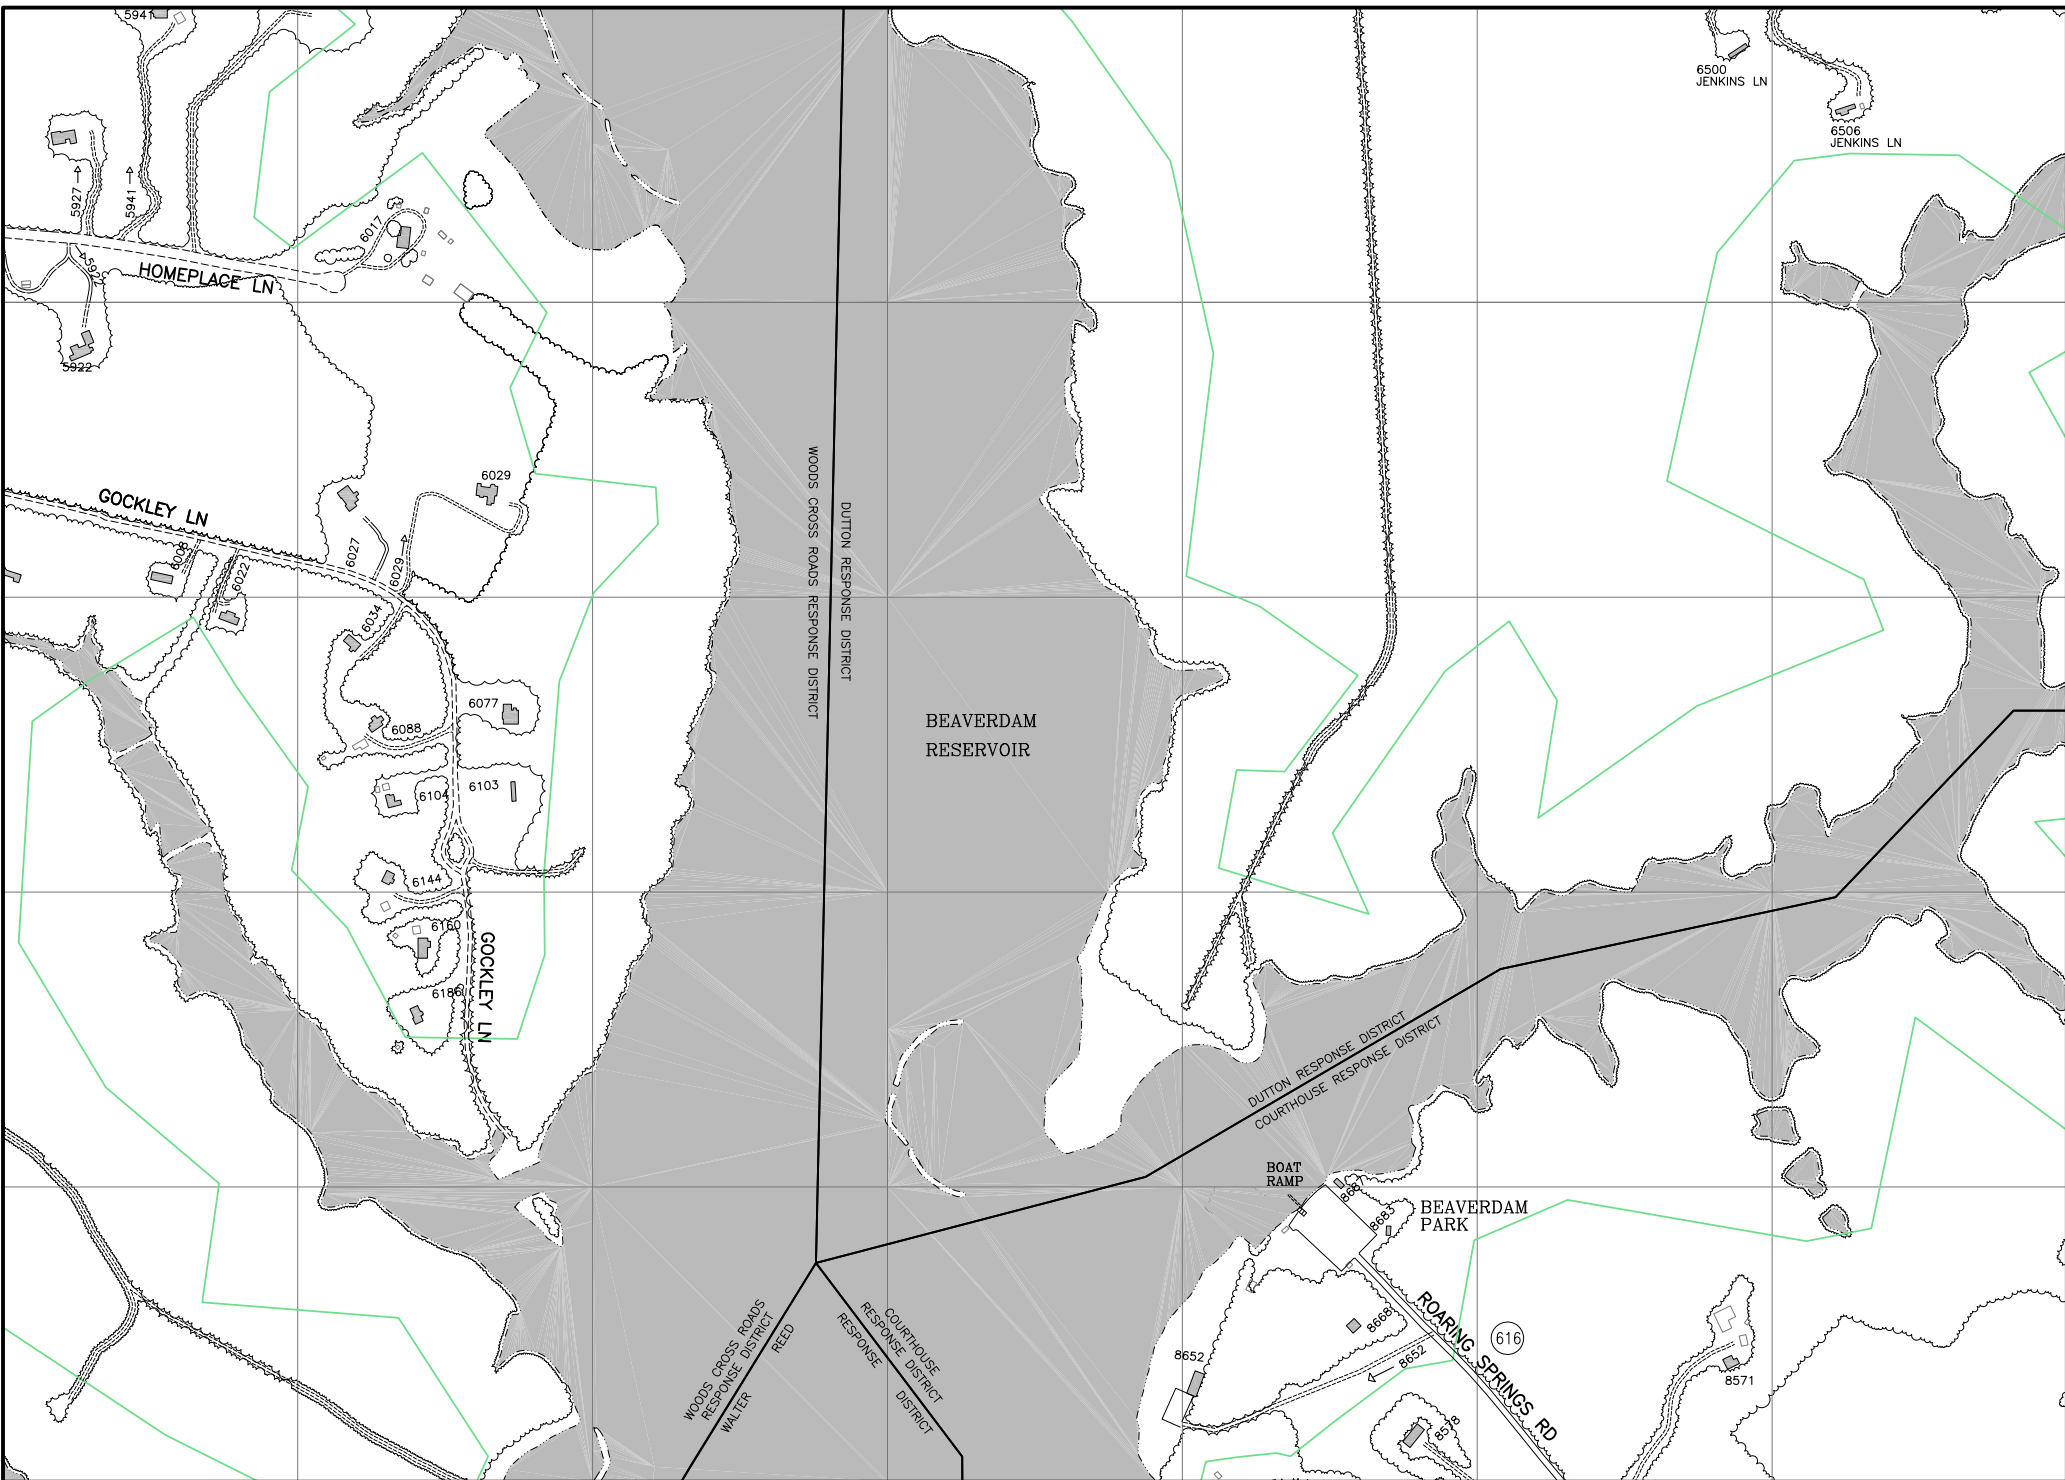 5941
6500
JENKINS LN
6506
JENKINS LN
5927
5941
6017
5922
HOMEPLACE LN
5922
6029
GOCKLEY LN
6008
6022
6027
6029
6034
WOODS CROSS ROADS RESPONSE DISTRICT
DUTTON RESPONSE DISTRICT
6077
6088
BEAVERDAM
RESERVOIR
6104
6103
6144
6160
6186
GOCKLEY LN
DUTTON RESPONSE DISTRICT
COURTHOUSE RESPONSE DISTRICT
BOAT
RAMP
8687
8683
BEAVERDAM
PARK
ROARING SPRINGS RD
616
8668
8652
8652
8571
8578
WOODS CROSS ROADS
RESPONSE DISTRICT
WALTER REED
RESPONSE DISTRICT
COURTHOUSE
RESPONSE DISTRICT